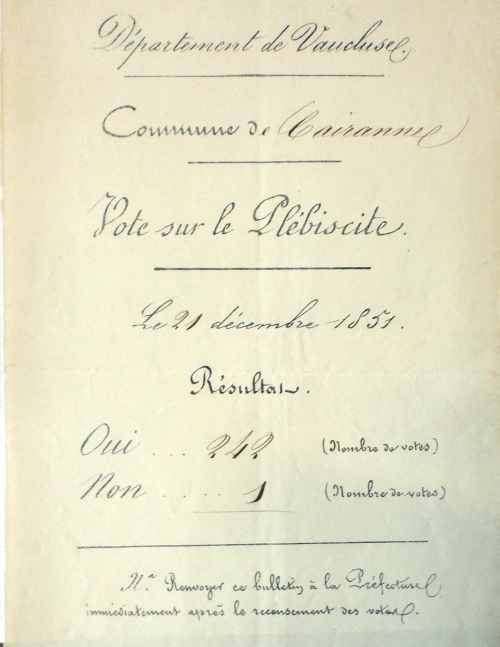 Département de Vaucluse.
Commune de Cairanne
Vote sur le Plébiscite.
Le 21 décembre 1851.
Résultat.
Oui ... 242 (Nombre de votes)
Non .... 1 (Nombre de votes)
Nª Renvoyer ce bulletin à la Préfecture
immédiatement après le recensement des votes.